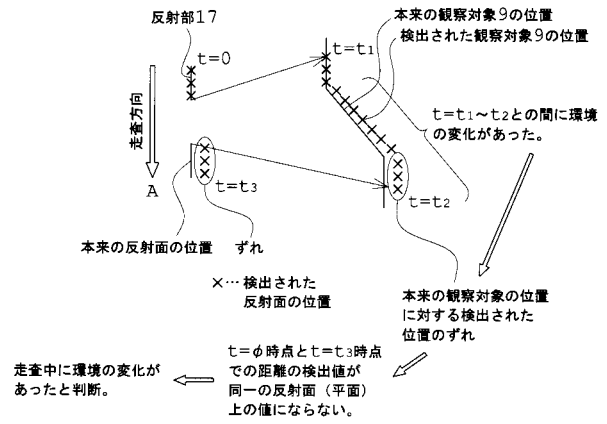 反射部17
t=0
走査方向
A
t=t₁
本来の観察対象9の位置
検出された観察対象9の位置
t=t₁～t₂との間に環境
の変化があった。
t=t₃
t=t₂
本来の反射面の位置
ずれ
×…検出された
反射面の位置
本来の観察対象の位置
に対する検出された
位置のずれ
t=φ時点とt=t₃時点
での距離の検出値が
同一の反射面（平面）
上の値にならない。
走査中に環境の変化が
あったと判断。